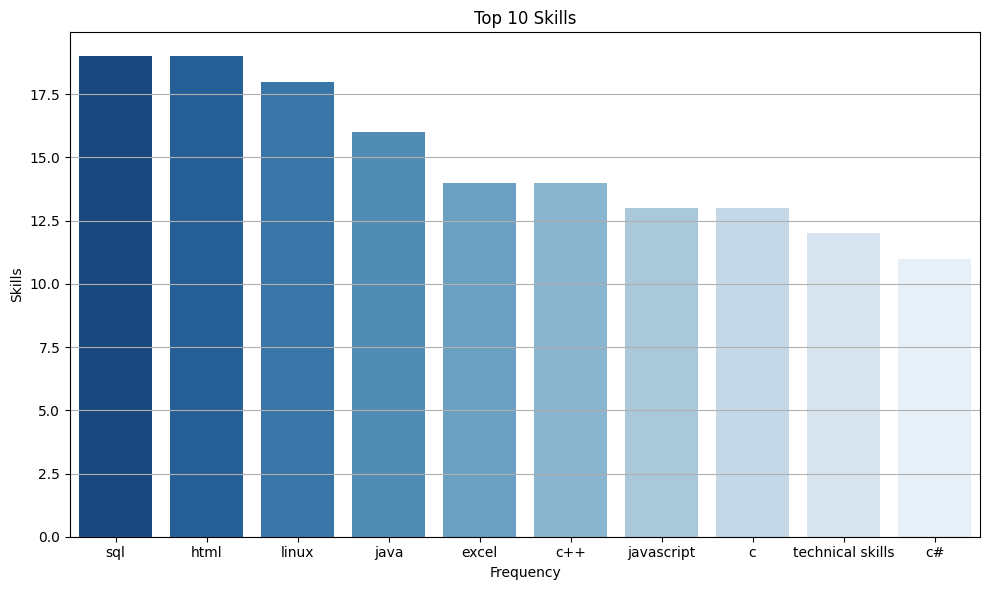 Top 10 Skills
Skills
17.5
15.0
12.5
10.0
7.5
5.0
2.5
0.0
sql html linux java excel c++ javascript c technical skills c#
Frequency